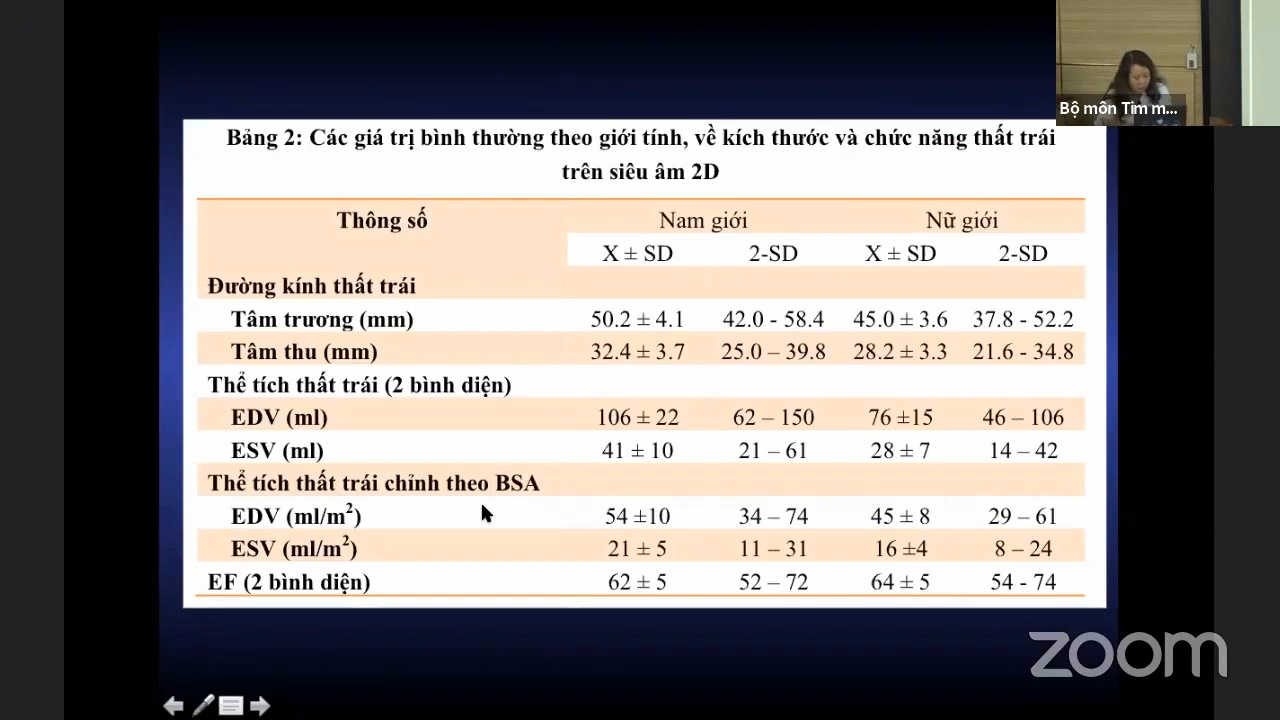 Bộ môn Tim m...
Bảng 2: Các giá trị bình thường theo giới tính, về kích thước và chức năng thất trái
trên siêu âm 2D
Thông số Nam giới Nữ giới
X ± SD 2-SD X ± SD 2-SD
Đường kính thất trái
Tâm trương (mm) 50.2 ± 4.1 42.0 - 58.4 45.0 ± 3.6 37.8 - 52.2
Tâm thu (mm) 32.4 ± 3.7 25.0 – 39.8 28.2 ± 3.3 21.6 - 34.8
Thể tích thất trái (2 bình diện)
EDV (ml) 106 ± 22 62 – 150 76 ±15 46 – 106
ESV (ml) 41 ± 10 21 – 61 28 ± 7 14 – 42
Thể tích thất trái chỉnh theo BSA
EDV (ml/m²) 54 ±10 34 – 74 45 ± 8 29 – 61
ESV (ml/m²) 21 ± 5 11 – 31 16 ±4 8 – 24
EF (2 bình diện) 62 ± 5 52 – 72 64 ± 5 54 - 74
zoom